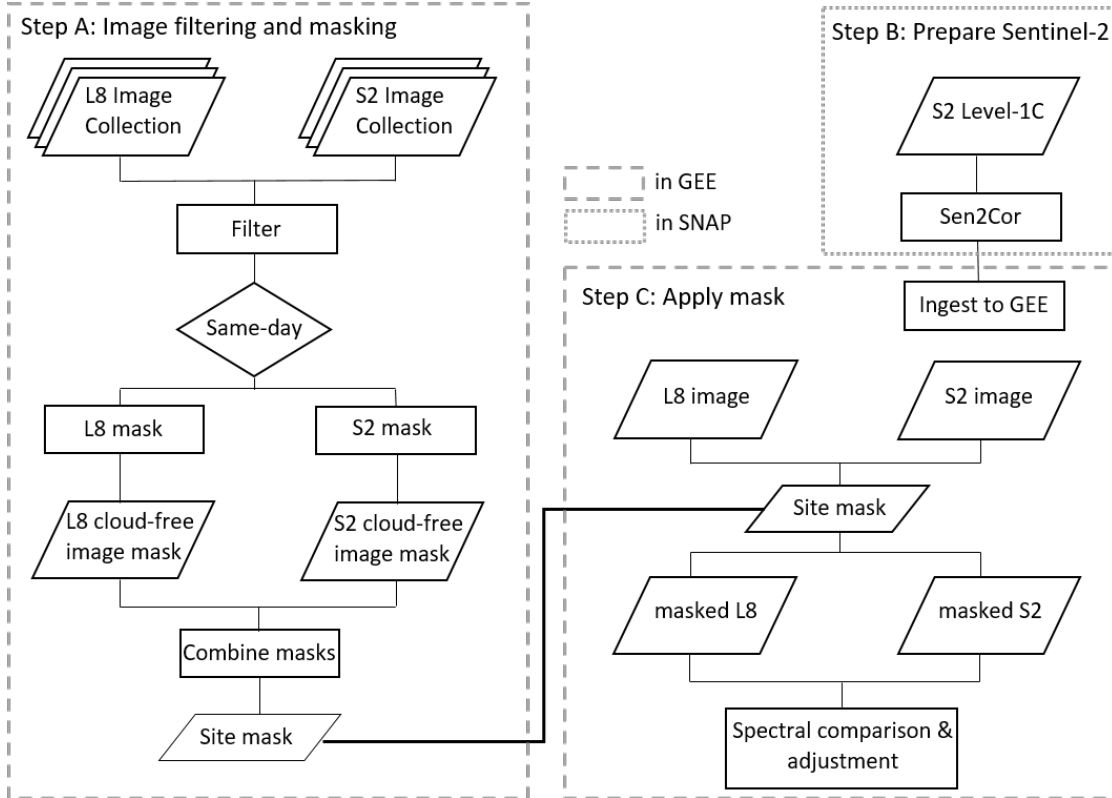 Step A: Image filtering and masking
L8 Image
Collection
S2 Image
Collection
Filter
Same-day
L8 mask
S2 mask
L8 cloud-free
image mask
S2 cloud-free
image mask
Combine masks
Site mask
in GEE
in SNAP
Step B: Prepare Sentinel-2
S2 Level-1C
Sen2Cor
Ingest to GEE
Step C: Apply mask
L8 image
S2 image
Site mask
masked L8
masked S2
Spectral comparison &
adjustment